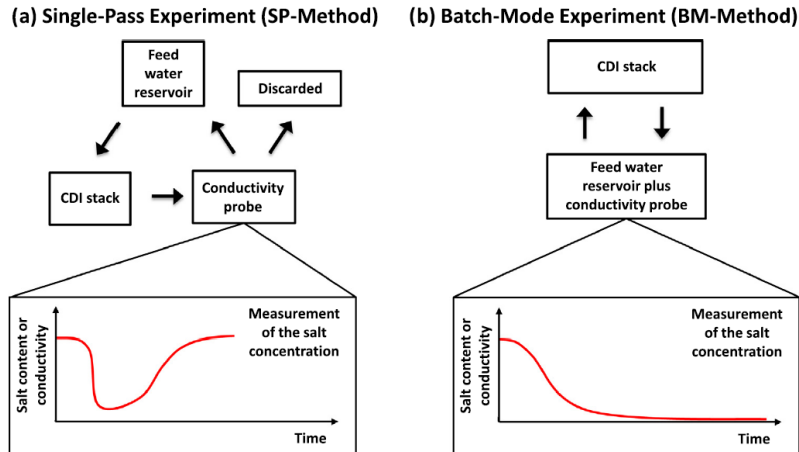 (a) Single-Pass Experiment (SP-Method)
Feed
water
reservoir
Discarded
CDI stack
Conductivity
probe
Salt content or
conductivity
Measurement
of the salt
concentration
Time
(b) Batch-Mode Experiment (BM-Method)
CDI stack
Feed water
reservoir plus
conductivity probe
Salt content or
conductivity
Measurement
of the salt
concentration
Time